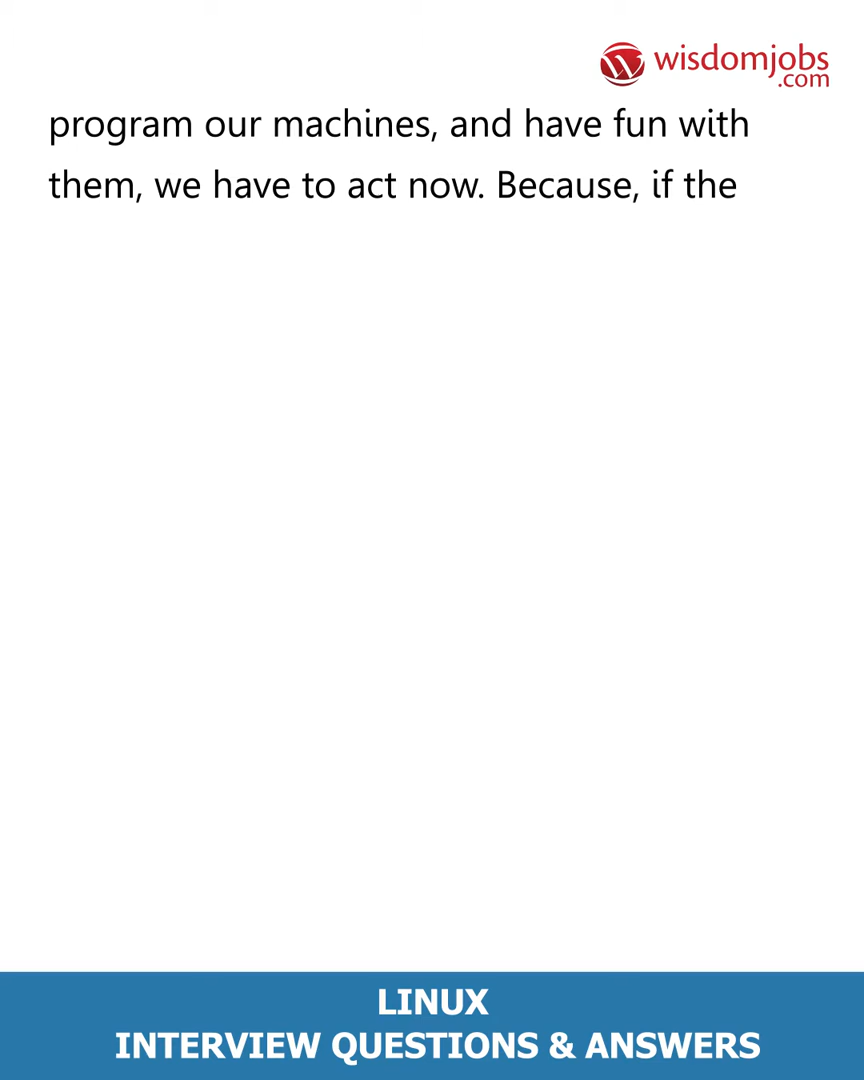 wisdomjobs
.com
program our machines, and have fun with
them, we have to act now. Because, if the
LINUX
INTERVIEW QUESTIONS & ANSWERS